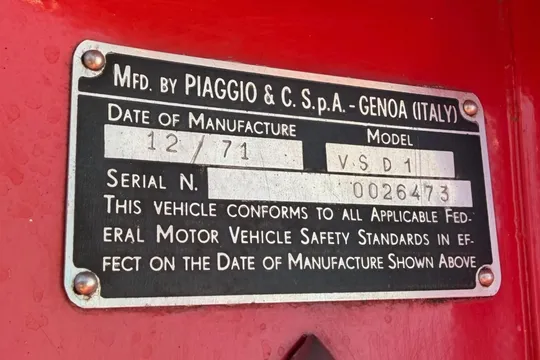 MFD. BY PIAGGIO & C. S.p.A. - GENOA (ITALY)
DATE OF MANUFACTURE MODEL
12 / 71 VSD1
SERIAL N. 0026473
THIS VEHICLE CONFORMS TO ALL APPLICABLE FED-
ERAL MOTOR VEHICLE SAFETY STANDARDS IN EF-
FECT ON THE DATE OF MANUFACTURE SHOWN ABOVE